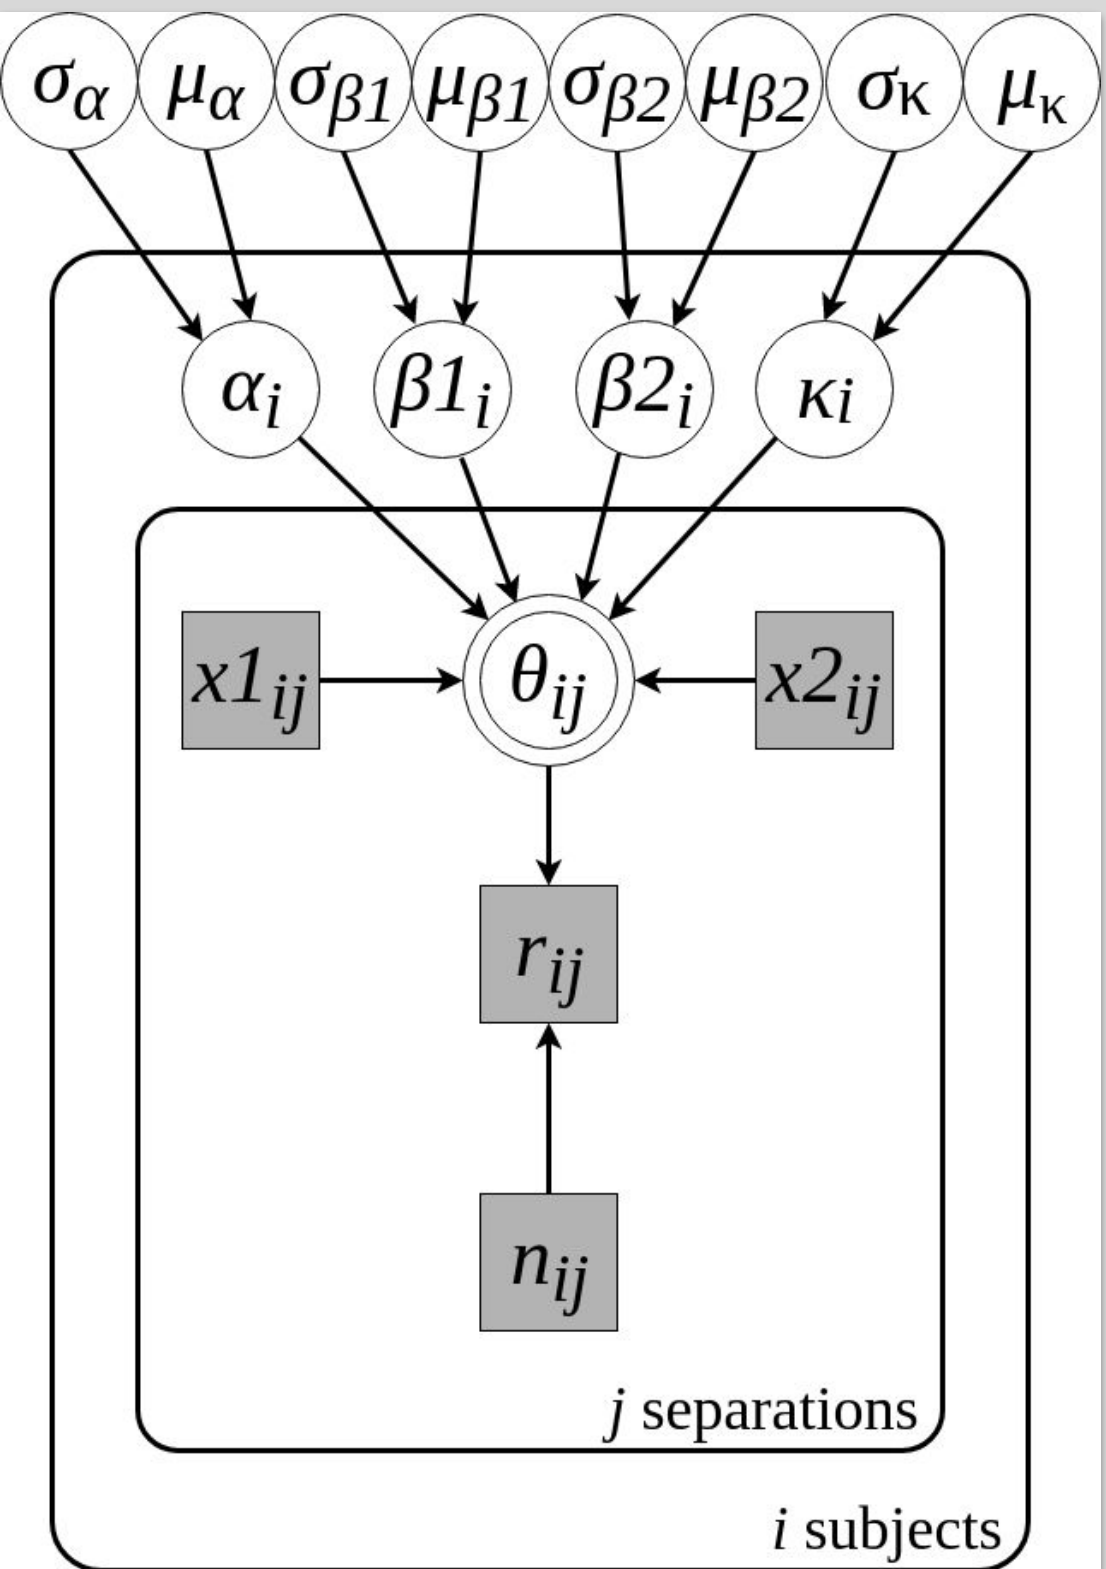 σα μα σβ1 μβ1 σβ2 μβ2 σκ μκ
αi β1i β2i κi
x1ij θij x2ij
rij
nij
j separations
i subjects